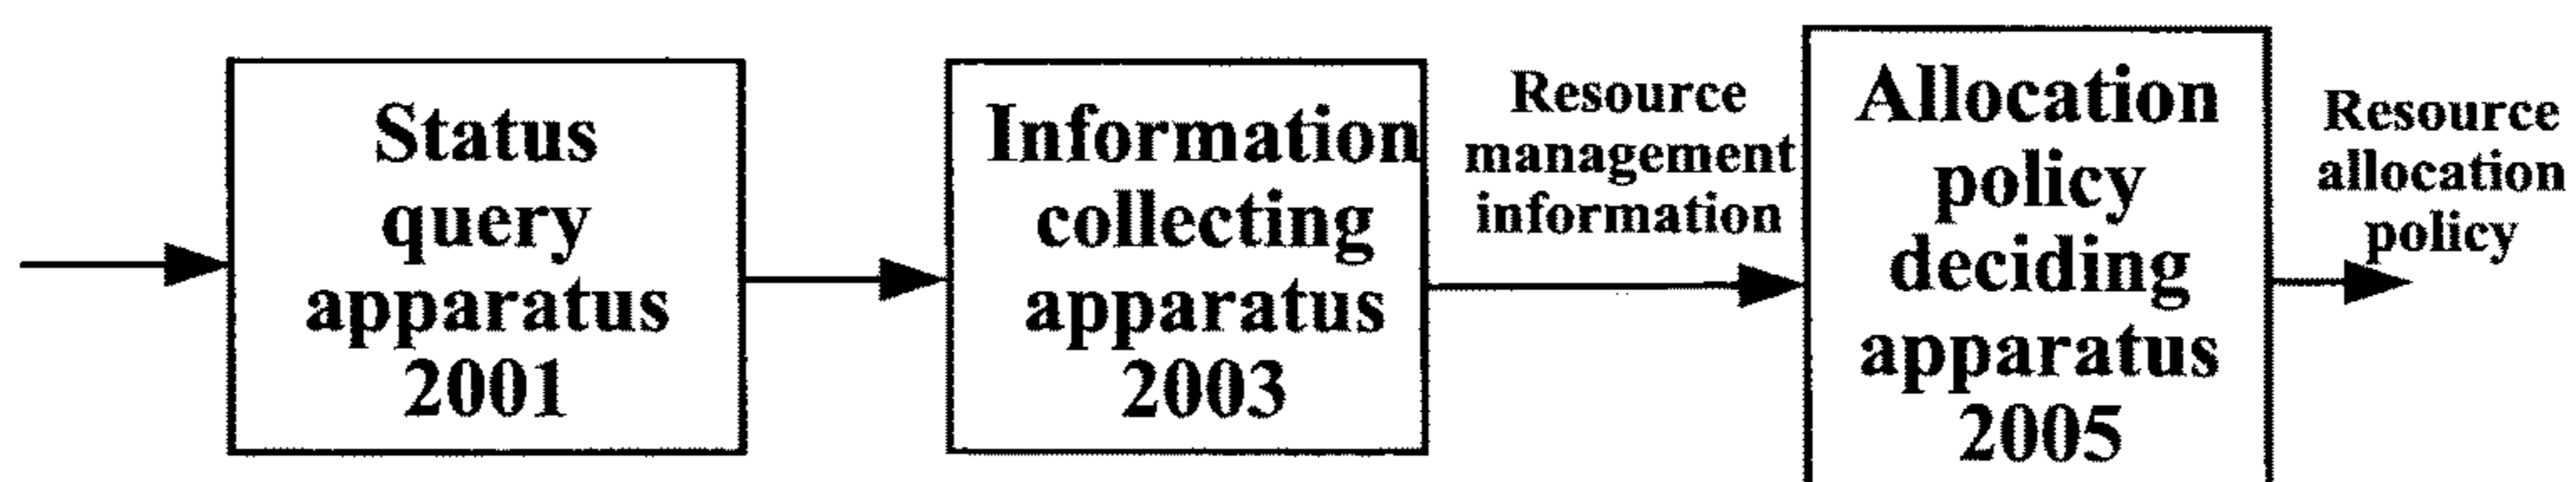 Status
query
apparatus
2001
Information
collecting
apparatus
2003
Resource
management
information
Allocation
policy
deciding
apparatus
2005
Resource
allocation
policy